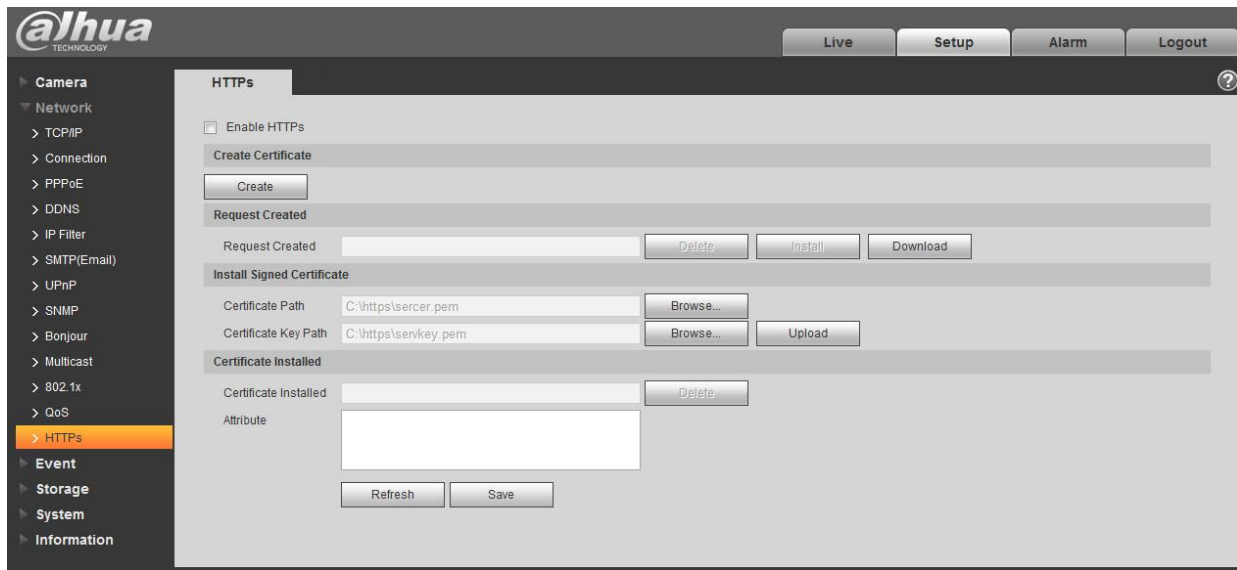 alhua
TECHNOLOGY
Live Setup Alarm Logout
Camera
Network
TCP/IP
Connection
PPPoE
DDNS
IP Filter
SMTP(Email)
UPnP
SNMP
Bonjour
Multicast
802.1x
QoS
HTTPs
Event
Storage
System
Information
HTTPs
?
Enable HTTPs
Create Certificate
Create
Request Created
Request Created Delete Install Download
Install Signed Certificate
Certificate Path C:\https\sercer.pem Browse...
Certificate Key Path C:\https\servkey.pem Browse... Upload
Certificate Installed
Certificate Installed Delete
Attribute
Refresh Save